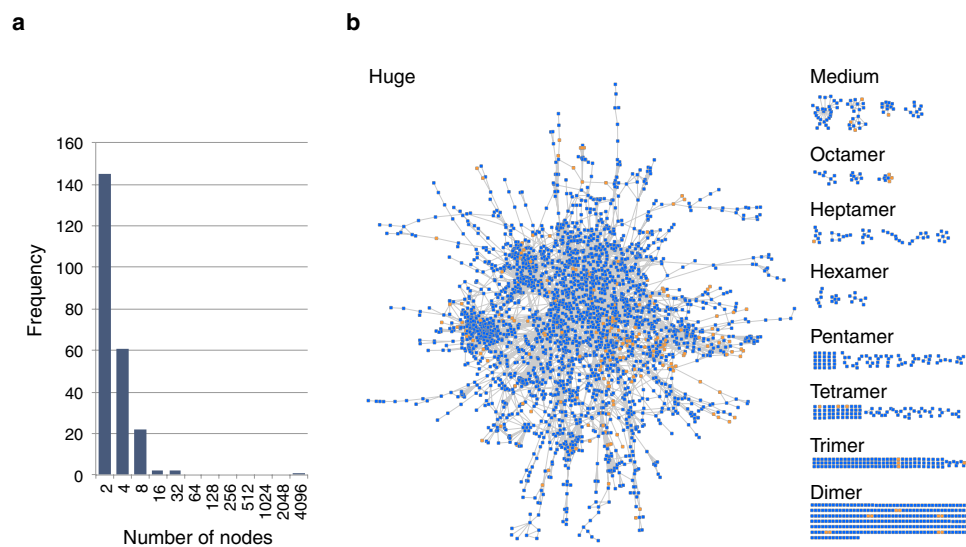 a
b
Huge
160
140
120
100
80
60
40
20
0
Frequency
2
4
8
16
32
64
128
256
512
1024
2048
4096
Number of nodes
Medium
Octamer
Heptamer
Hexamer
Pentamer
Tetramer
Trimer
Dimer